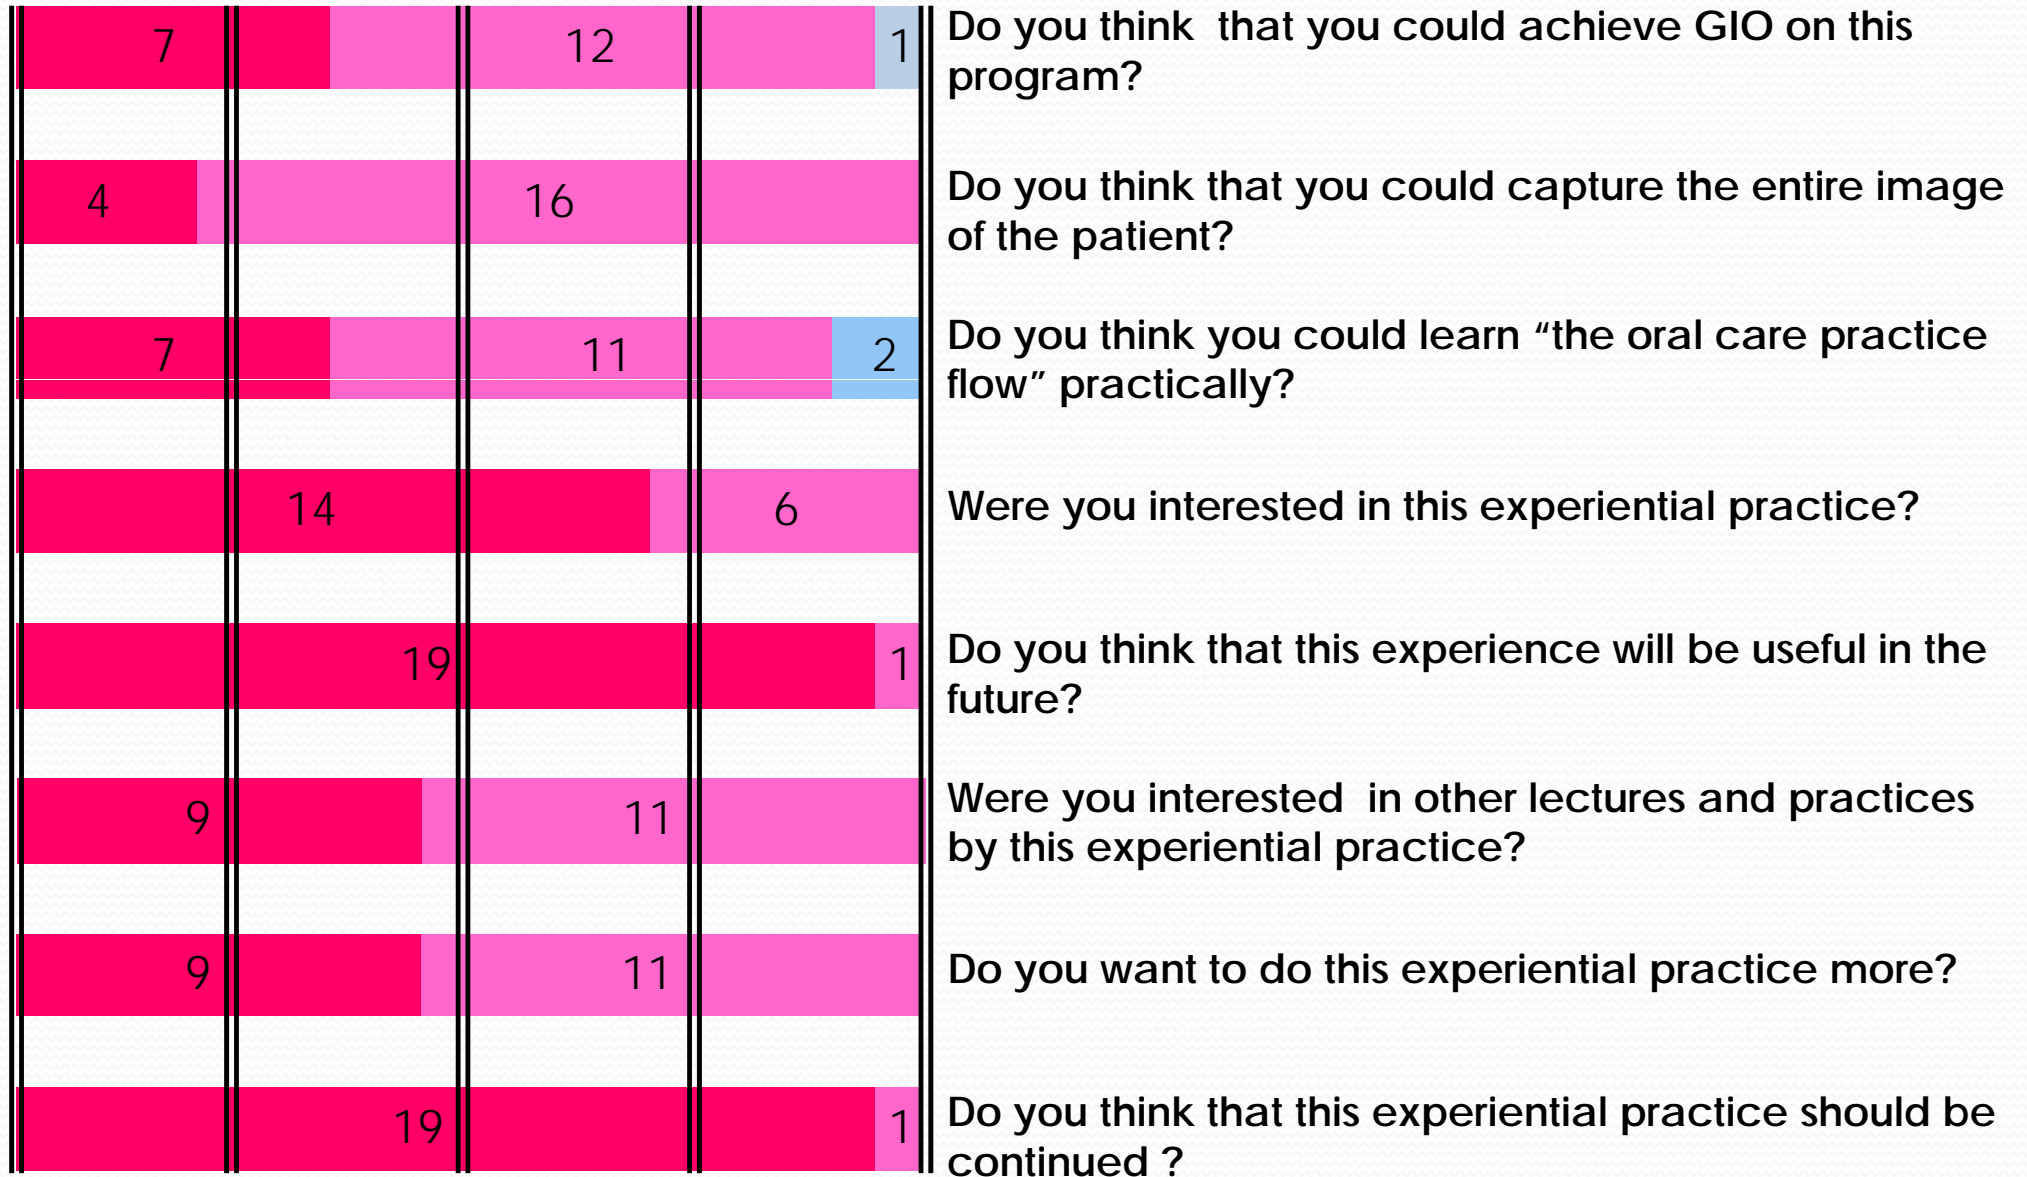 7 12 1 Do you think that you could achieve GIO on this
program?
4 16 Do you think that you could capture the entire image
of the patient?
7 11 2 Do you think you could learn “the oral care practice
flow” practically?
14 6 Were you interested in this experiential practice?
19 1 Do you think that this experience will be useful in the
future?
9 11 Were you interested in other lectures and practices
by this experiential practice?
9 11 Do you want to do this experiential practice more?
19 1 Do you think that this experiential practice should be
continued ?